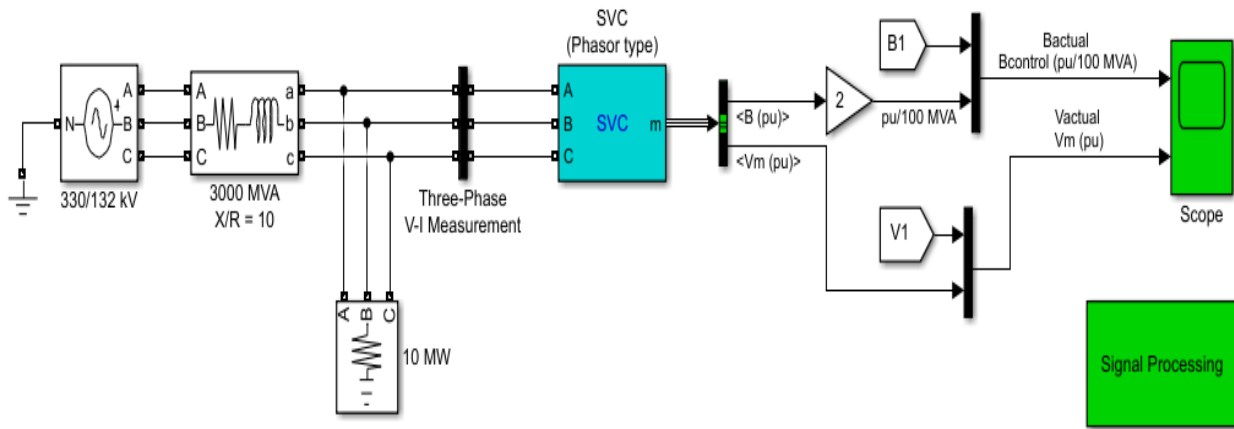 SVC
(Phasor type)
N
A
B
C
A
B
C
a
b
c
330/132 kV
3000 MVA
X/R = 10
Three-Phase
V-I Measurement
A
B
C
SVC
m
<B (pu)>
<Vm (pu)>
2
pu/100 MVA
B1
V1
Bactual
Bcontrol (pu/100 MVA)
Vactual
Vm (pu)
Scope
A
B
C
10 MW
Signal Processing